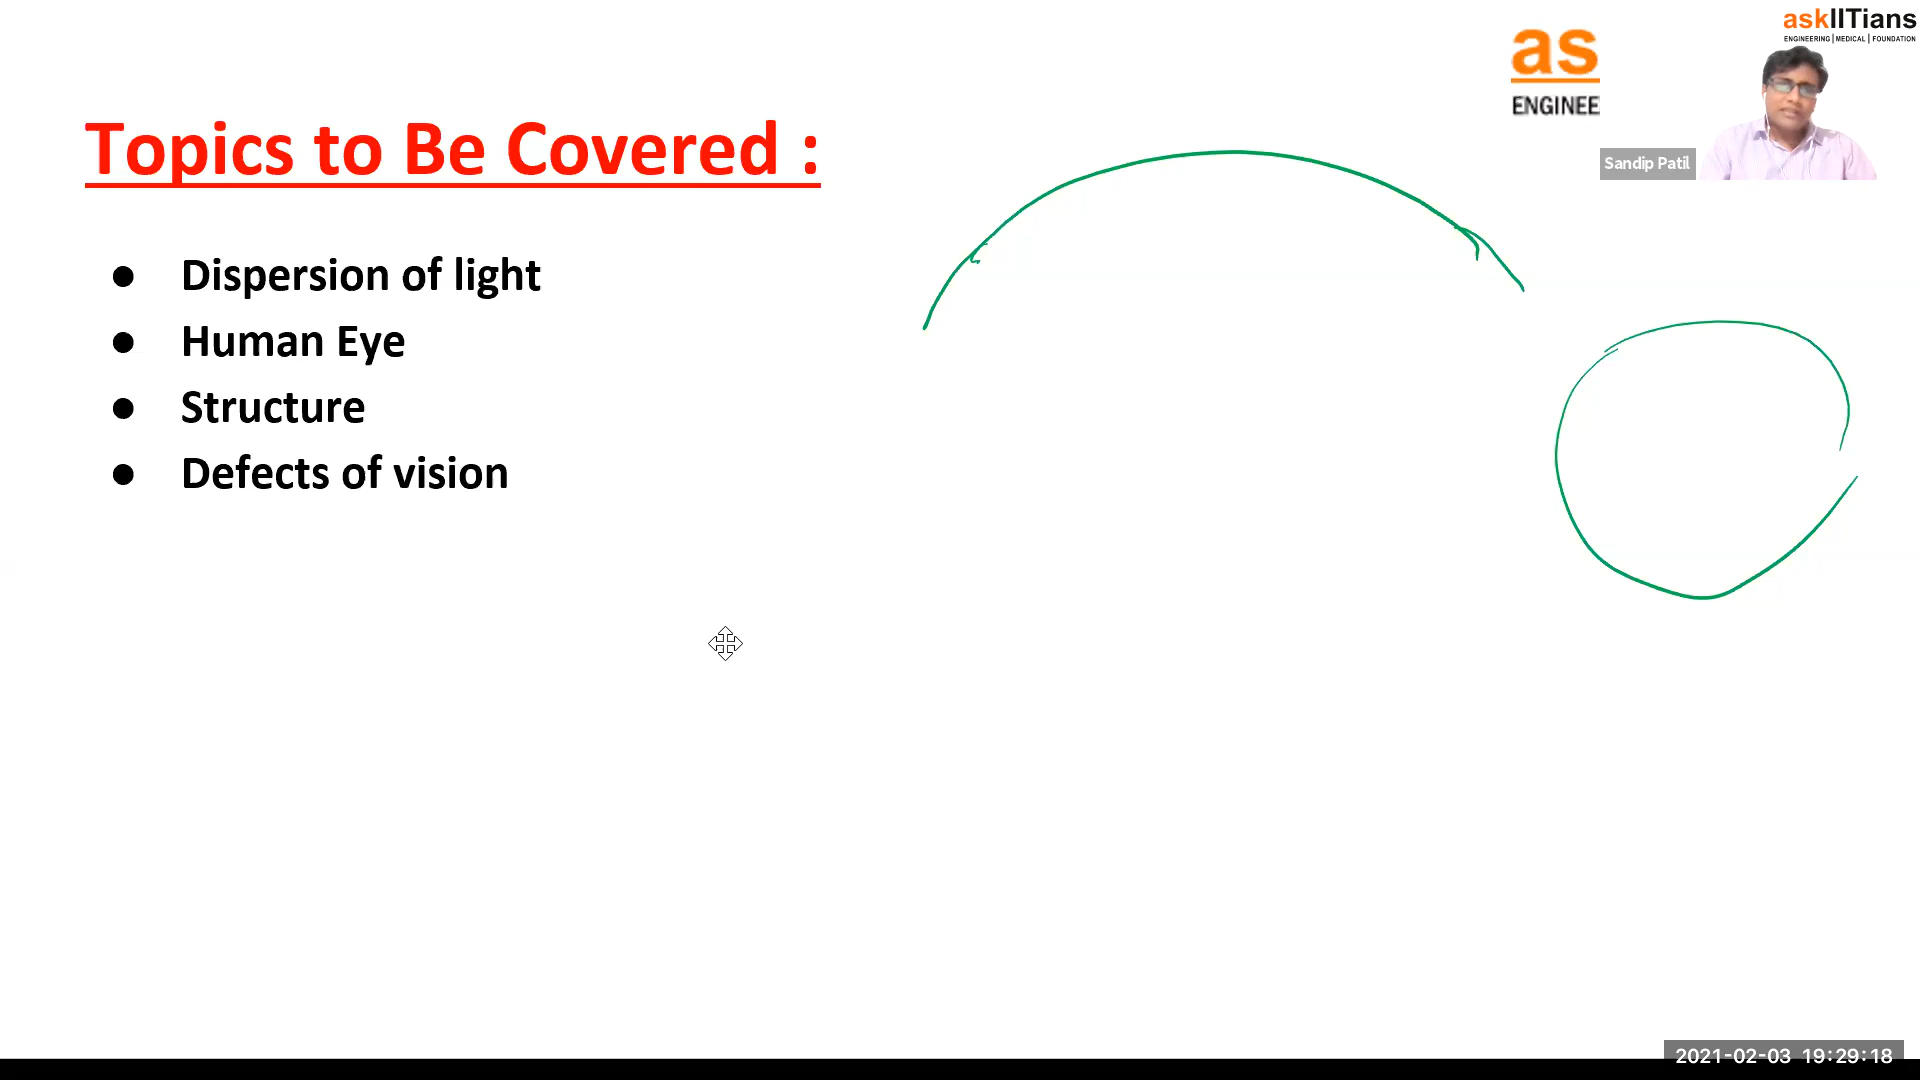 askIITians
ENGINEERING | MEDICAL | FOUNDATION
as
ENGINEE
Sandip Patil
Topics to Be Covered :
● Dispersion of light
● Human Eye
● Structure
● Defects of vision
2021-02-03 19:29:18